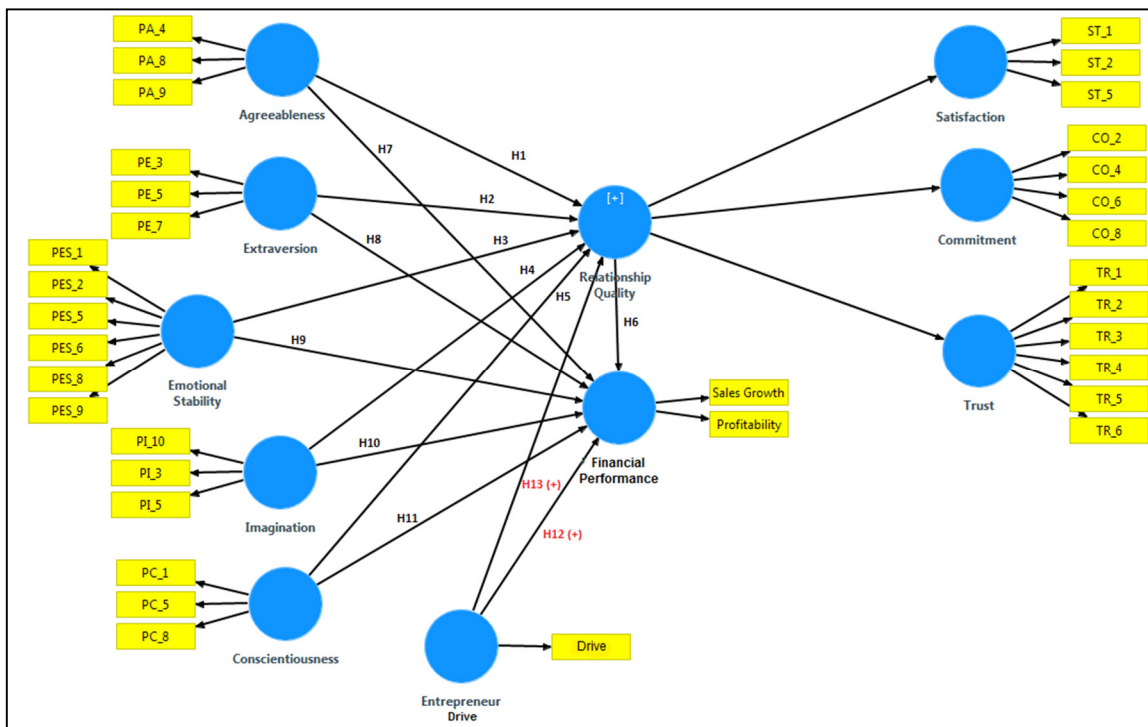 PA_4
PA_8
PA_9
Agreeableness
ST_1
ST_2
ST_5
Satisfaction
H7
H1
PE_3
PE_5
PE_7
Extraversion
H2
H8
H3
[+]
Relationship
Quality
CO_2
CO_4
CO_6
CO_8
Commitment
PES_1
PES_2
PES_5
PES_6
PES_8
PES_9
Emotional
Stability
H4
H5
H6
H9
TR_1
TR_2
TR_3
TR_4
TR_5
TR_6
Trust
Sales Growth
Profitability
Financial
Performance
PI_10
PI_3
PI_5
Imagination
H10
H13 (+)
H11
H12 (+)
PC_1
PC_5
PC_8
Conscientiousness
Drive
Entrepreneur
Drive